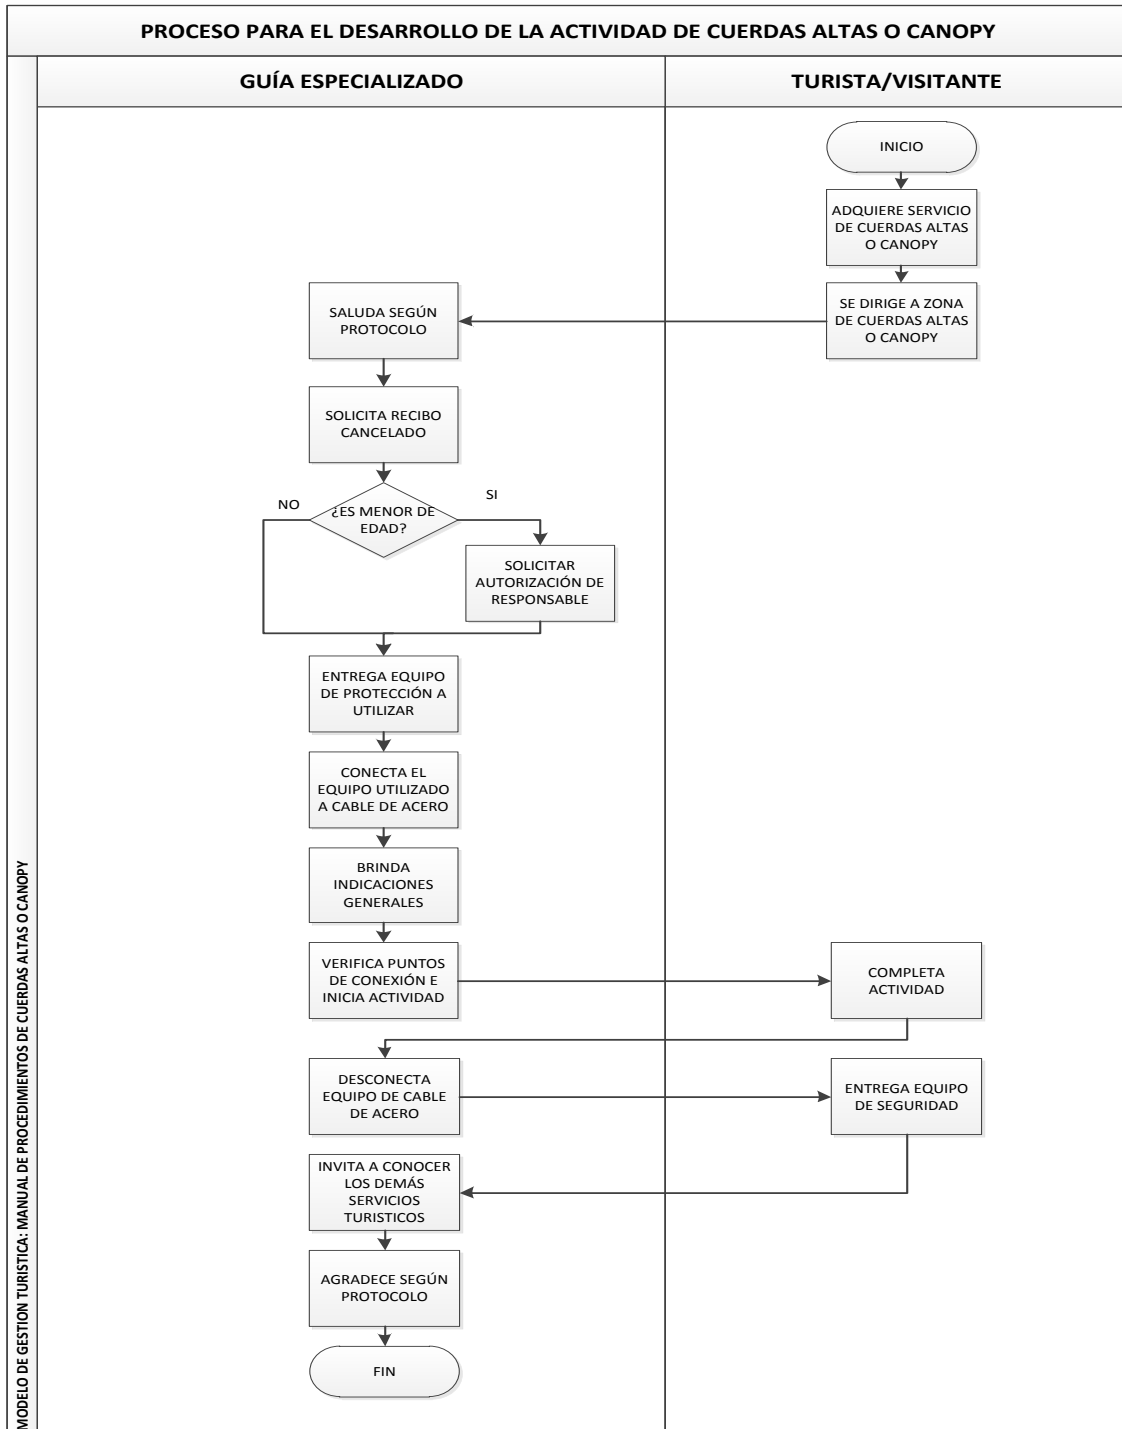 PROCESO PARA EL DESARROLLO DE LA ACTIVIDAD DE CUERDAS ALTAS O CANOPY
GUÍA ESPECIALIZADO
TURISTA/VISITANTE
INICIO
ADQUIERE SERVICIO
DE CUERDAS ALTAS
O CANOPY
SE DIRIGE A ZONA
DE CUERDAS ALTAS
O CANOPY
SALUDA SEGÚN
PROTOCOLO
SOLICITA RECIBO
CANCELADO
¿ES MENOR DE
EDAD?
NO
SI
SOLICITAR
AUTORIZACIÓN DE
RESPONSABLE
ENTREGA EQUIPO
DE PROTECCIÓN A
UTILIZAR
CONECTA EL
EQUIPO UTILIZADO
A CABLE DE ACERO
BRINDA
INDICACIONES
GENERALES
VERIFICA PUNTOS
DE CONEXIÓN E
INICIA ACTIVIDAD
COMPLETA
ACTIVIDAD
DESCONECTA
EQUIPO DE CABLE
DE ACERO
ENTREGA EQUIPO
DE SEGURIDAD
INVITA A CONOCER
LOS DEMÁS
SERVICIOS
TURISTICOS
AGRADECE SEGÚN
PROTOCOLO
FIN
MODELO DE GESTION TURISTICA: MANUAL DE PROCEDIMIENTOS DE CUERDAS ALTAS O CANOPY